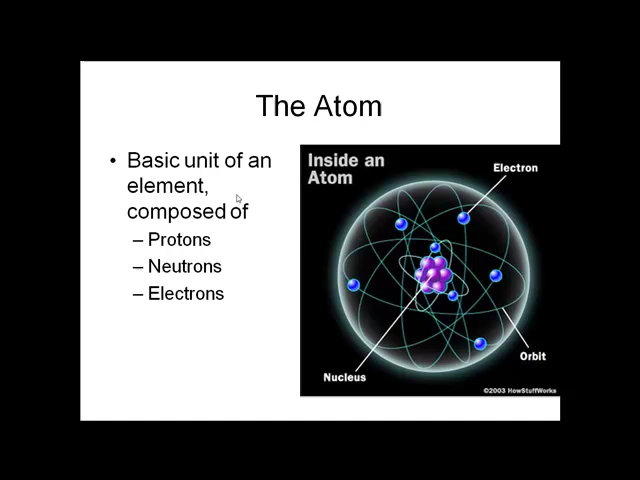 The Atom
• Basic unit of an
element,
composed of
– Protons
– Neutrons
– Electrons
Inside an
Atom
Electron
Orbit
Nucleus
©2003 HowStuffWorks